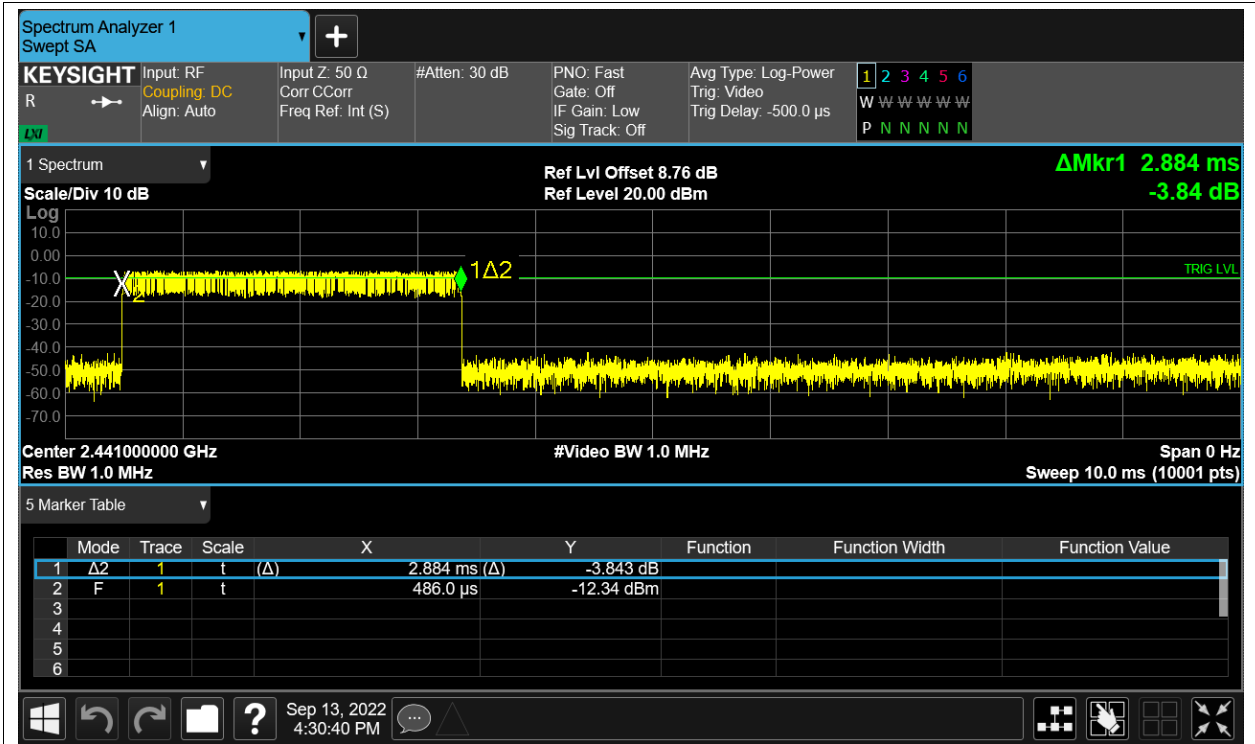 Spectrum Analyzer 1
Swept SA
KEYSIGHT
R
LXI
Input: RF
Coupling: DC
Align: Auto
Input Z: 50 Ω
Corr CCorr
Freq Ref: Int (S)
#Atten: 30 dB
PNO: Fast
Gate: Off
IF Gain: Low
Sig Track: Off
Avg Type: Log-Power
Trig: Video
Trig Delay: -500.0 µs
1 2 3 4 5 6
W W W W W W
P N N N N N
1 Spectrum
Scale/Div 10 dB
Ref Lvl Offset 8.76 dB
Ref Level 20.00 dBm
ΔMkr1 2.884 ms
-3.84 dB
Log
10.0
0.00
-10.0
-20.0
-30.0
-40.0
-50.0
-60.0
-70.0
X
2
1Δ2
TRIG LVL
Center 2.441000000 GHz
Res BW 1.0 MHz
#Video BW 1.0 MHz
Span 0 Hz
Sweep 10.0 ms (10001 pts)
5 Marker Table
Mode Trace Scale X Y Function Function Width Function Value
1 Δ2 1 t (Δ) 2.884 ms (Δ) -3.843 dB
2 F 1 t 486.0 µs -12.34 dBm
3
4
5
6
?
Sep 13, 2022
4:30:40 PM